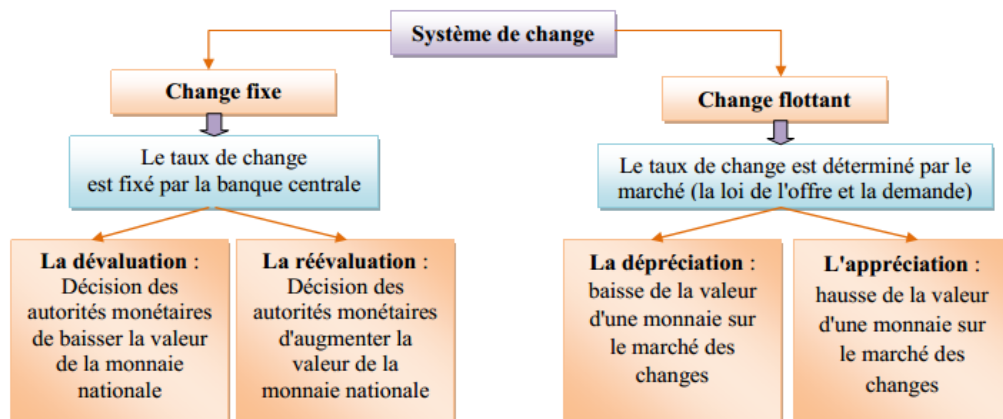 Système de change
Change fixe
Le taux de change
est fixé par la banque centrale
La dévaluation :
Décision des
autorités monétaires
de baisser la valeur
de la monnaie
nationale
La réévaluation :
Décision des
autorités monétaires
d'augmenter la
valeur de la
monnaie nationale
Change flottant
Le taux de change est déterminé par le
marché (la loi de l'offre et la demande)
La dépréciation :
baisse de la valeur
d'une monnaie sur
le marché des
changes
L'appréciation :
hausse de la valeur
d'une monnaie sur
le marché des
changes